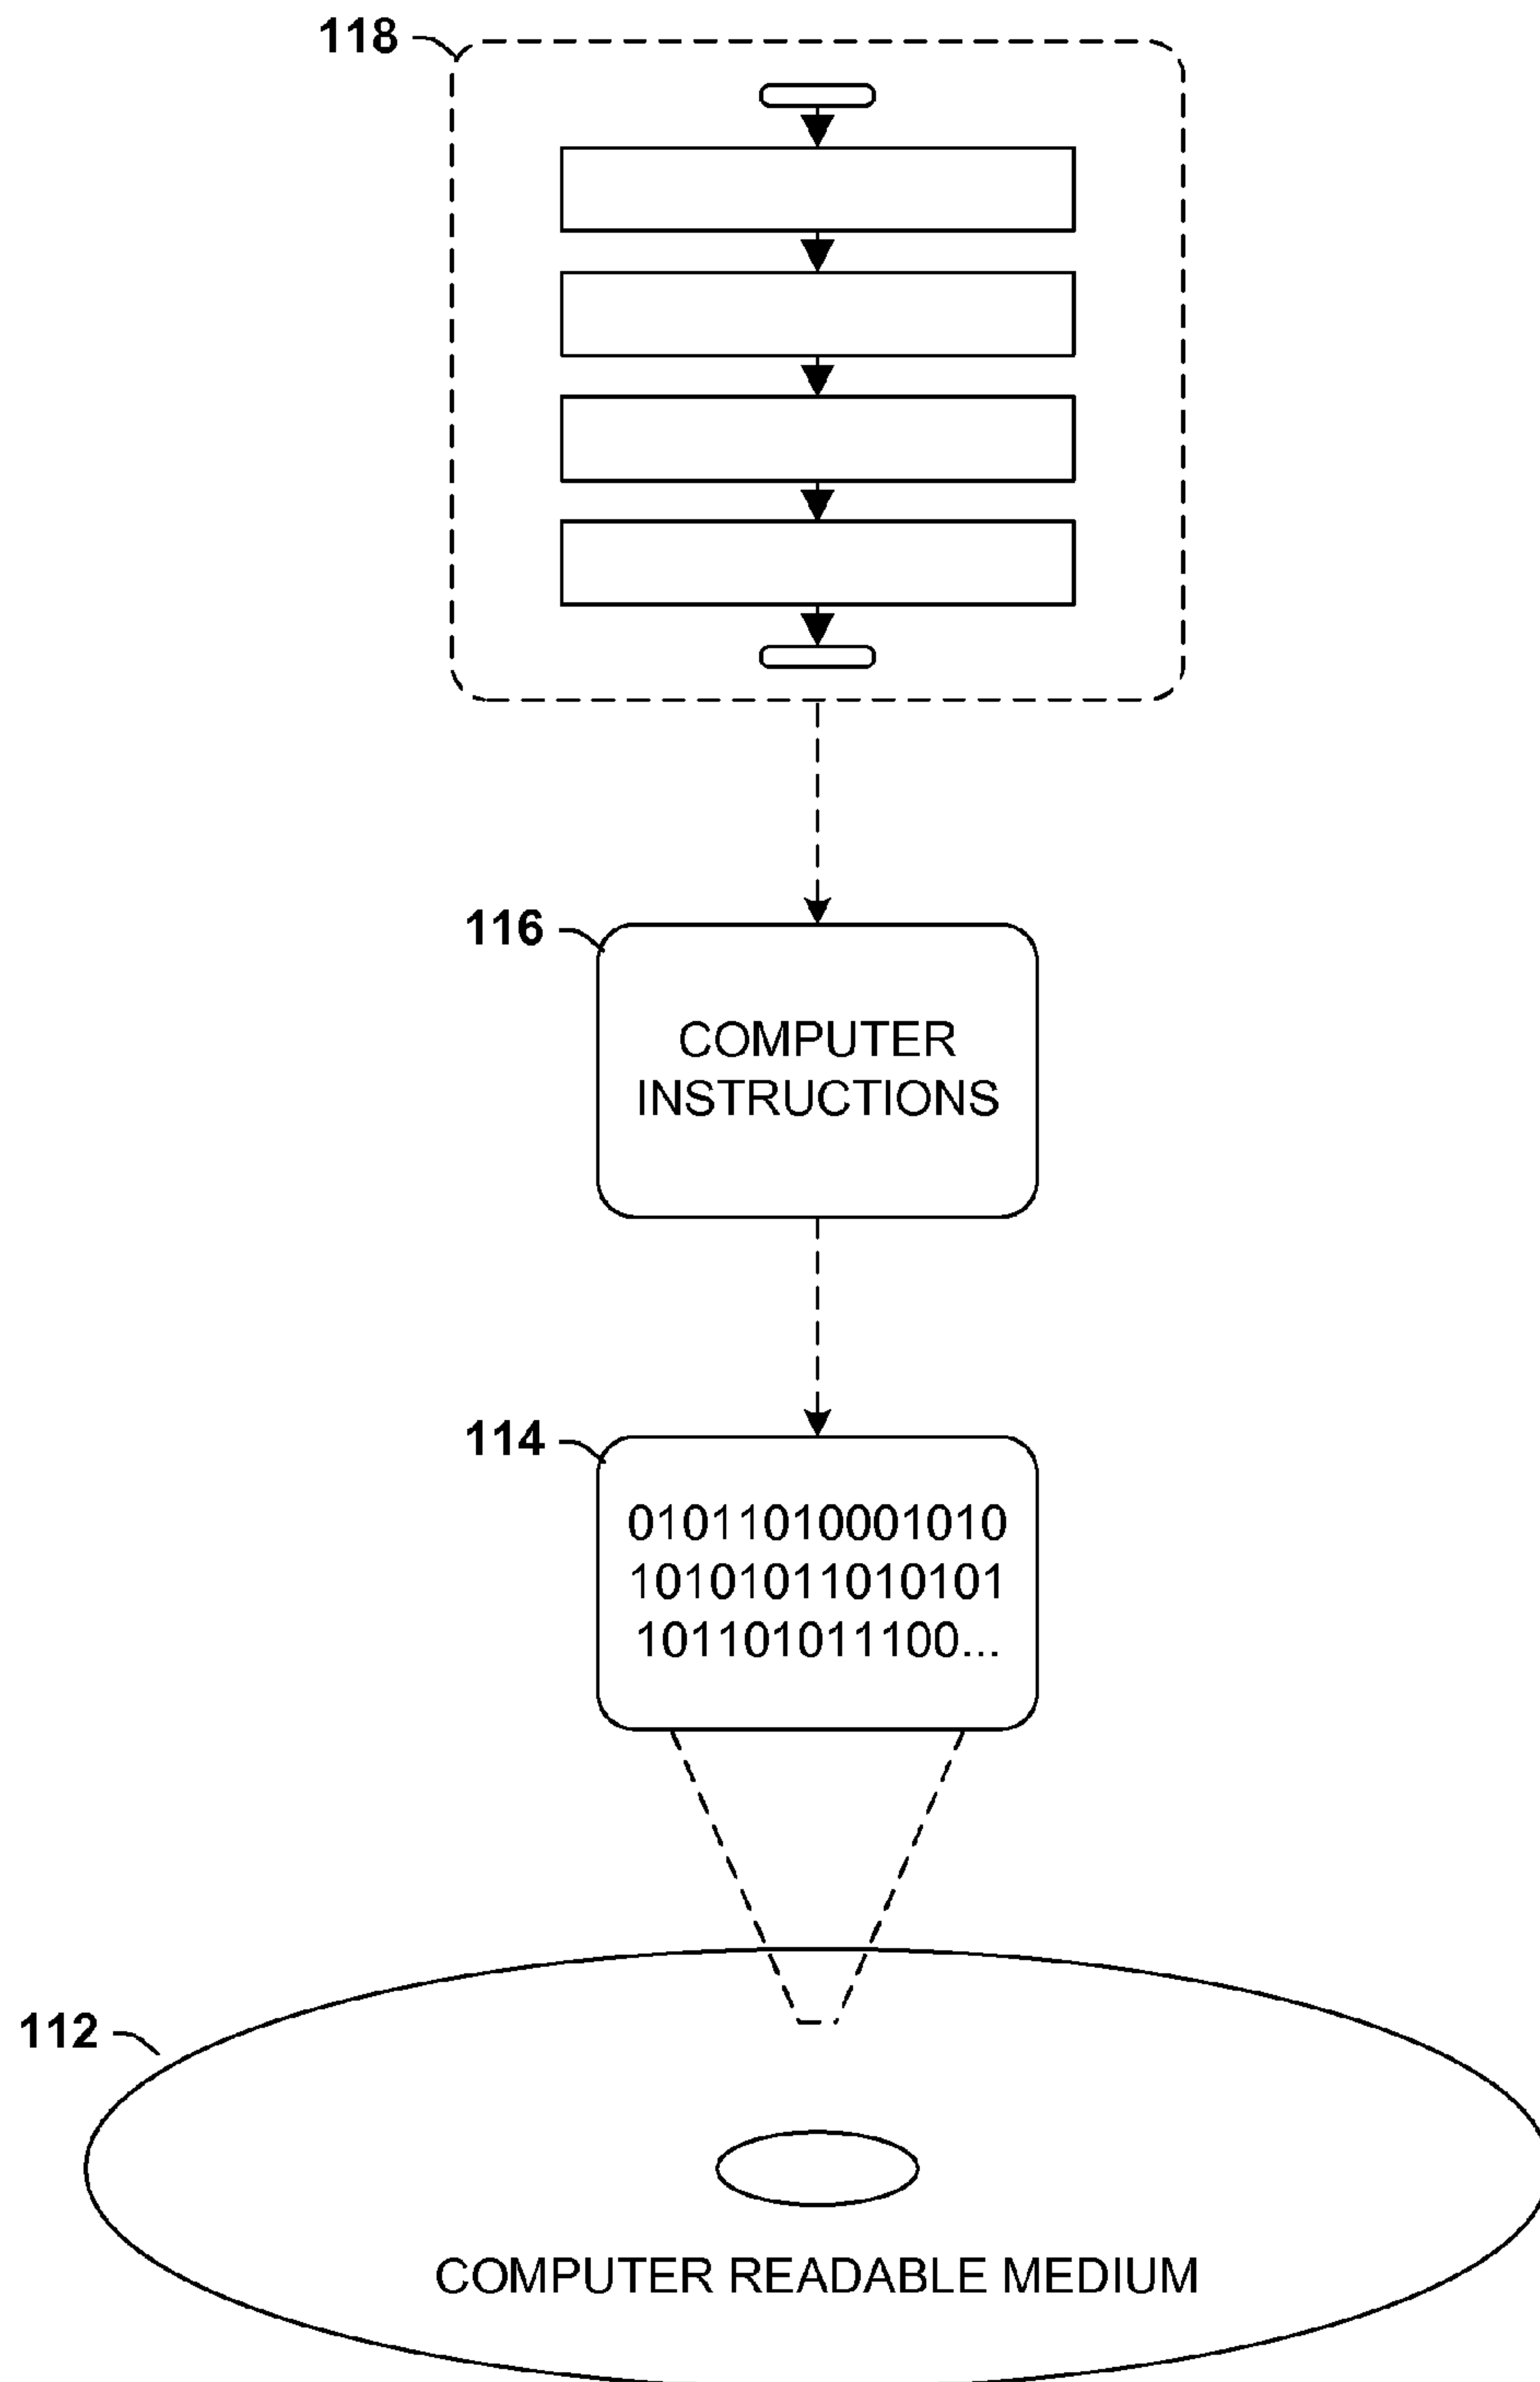 118
116
COMPUTER
INSTRUCTIONS
114
01011010001010
10101011010101
101101011100...
112
COMPUTER READABLE MEDIUM